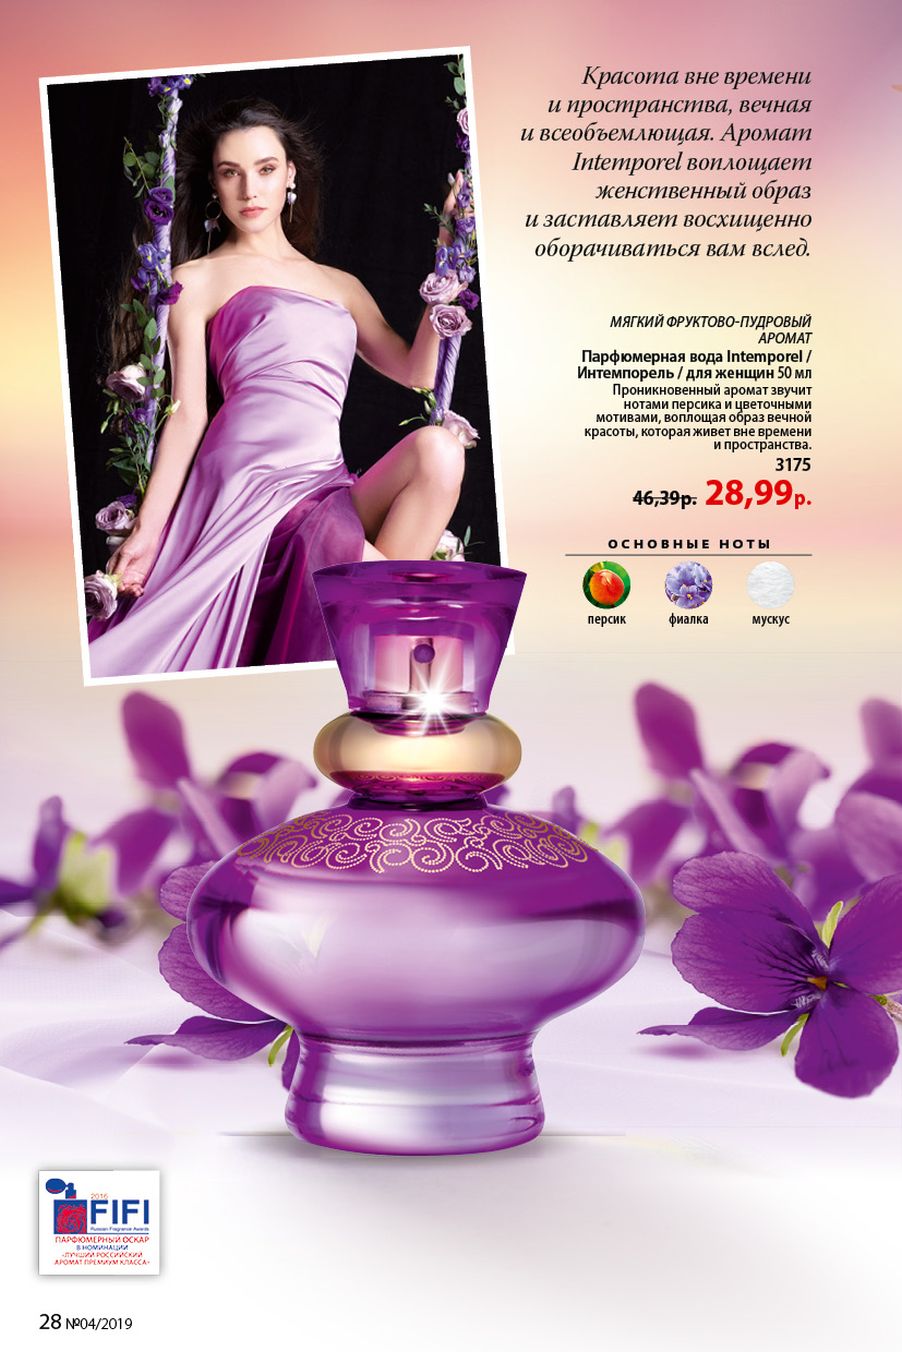 Красота вне времени
и пространства, вечная
и всеобъемлющая. Аромат
Intemporel воплощает
женственный образ
и заставляет восхищенно
оборачиваться вам вслед.
МЯГКИЙ ФРУКТОВО-ПУДРОВЫЙ
АРОМАТ
Парфюмерная вода Intemporel /
Интемпорель / для женщин 50 мл
Проникновенный аромат звучит
нотами персика и цветочными
мотивами, воплощая образ вечной
красоты, которая живет вне времени
и пространства.
3175
46,39р. 28,99р.
ОСНОВНЫЕ НОТЫ
персик фиалка мускус
2016
FIFI
Russian Fragrance Awards
ПАРФЮМЕРНЫЙ ОСКАР
В НОМИНАЦИИ
«ЛУЧШИЙ РОССИЙСКИЙ
АРОМАТ ПРЕМИУМ КЛАССА»
28 №04/2019